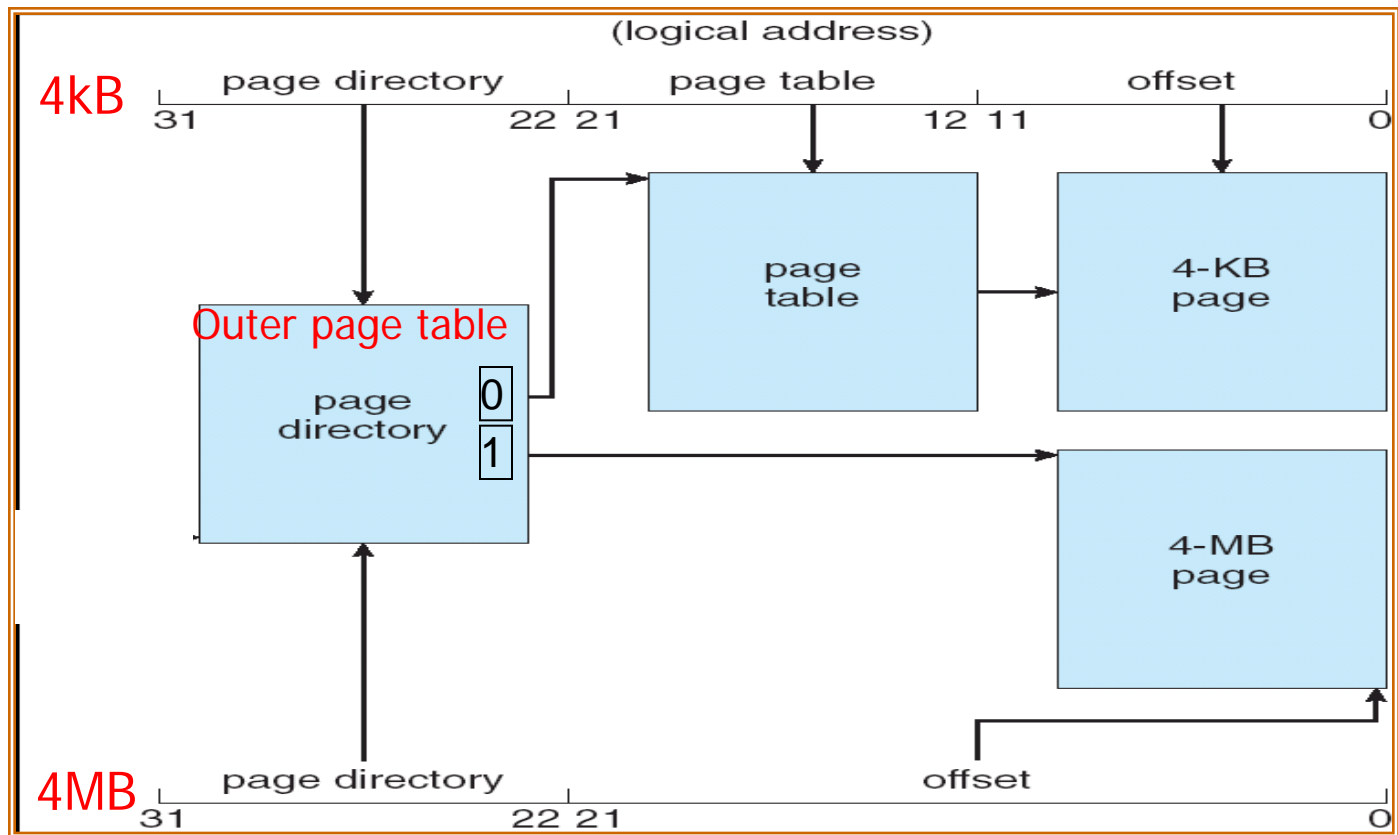 (logical address)
4kB page directory page table offset
31 22 21 12 11 0
page
table
4-KB
page
Outer page table
page
directory
0
1
4-MB
page
4MB page directory offset
31 22 21 0